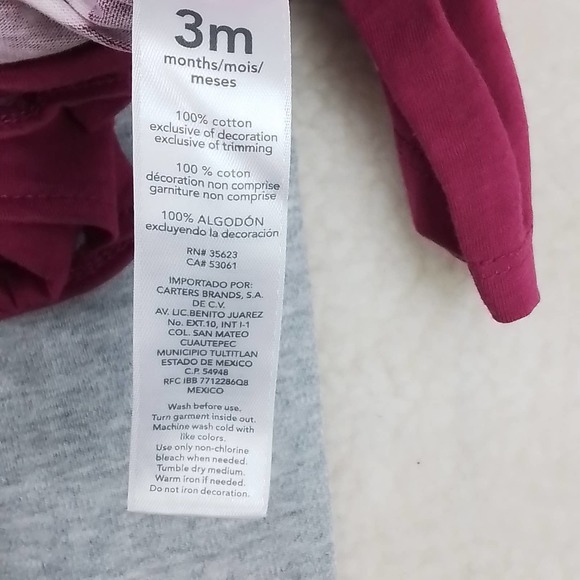 3m
months/mois/
meses
100% cotton
exclusive of decoration
exclusive of trimming
100 % coton
décoration non comprise
garniture non comprise
100% ALGODÓN
excluyendo la decoración
RN# 35623
CA# 53061
IMPORTADO POR:
CARTERS BRANDS, S.A.
DE C.V.
AV. LIC.BENITO JUAREZ
No. EXT.10, INT I-1
COL. SAN MATEO
CUAUTEPEC
MUNICIPIO TULTITLAN
ESTADO DE MEXICO
C.P. 54948
RFC IBB 7712286Q8
MEXICO
Wash before use.
Turn garment inside out.
Machine wash cold with
like colors.
Use only non-chlorine
bleach when needed.
Tumble dry medium.
Warm iron if needed.
Do not iron decoration.